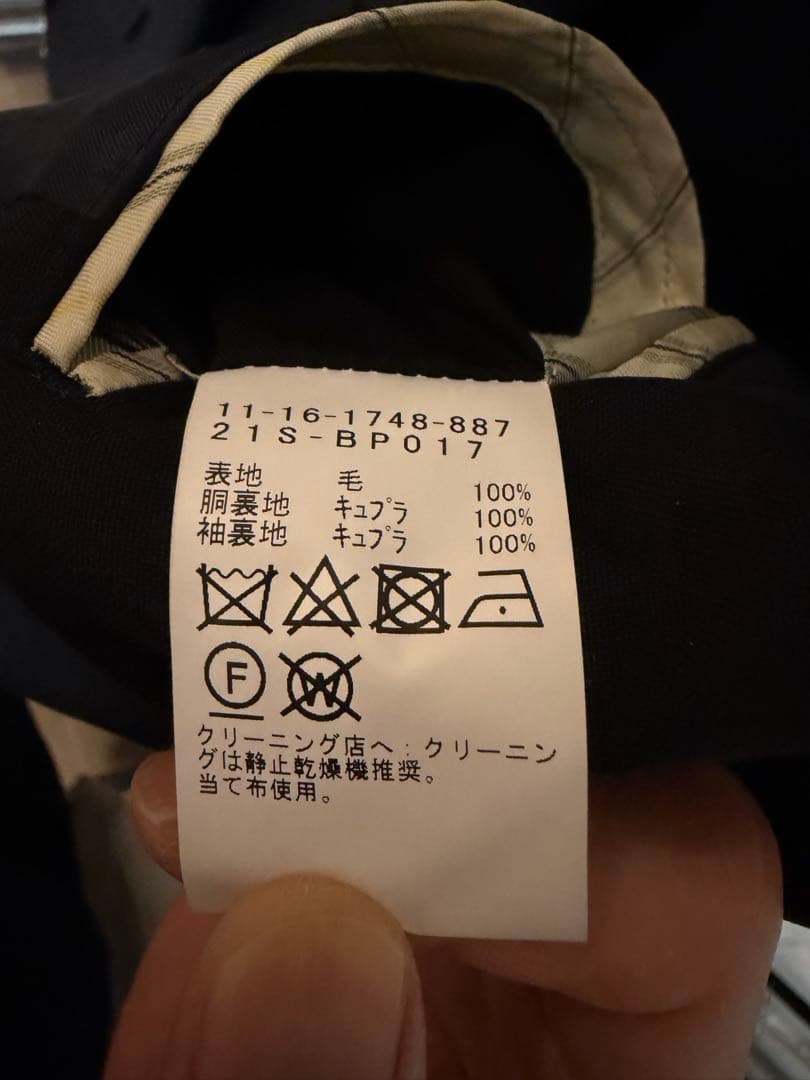 11-16-1748-887
21S-BP017
表地 毛 100%
胴裏地 キュプラ 100%
袖裏地 キュプラ 100%
F W
クリーニング店へ:クリーニン
グは静止乾燥機推奨。
当て布使用。